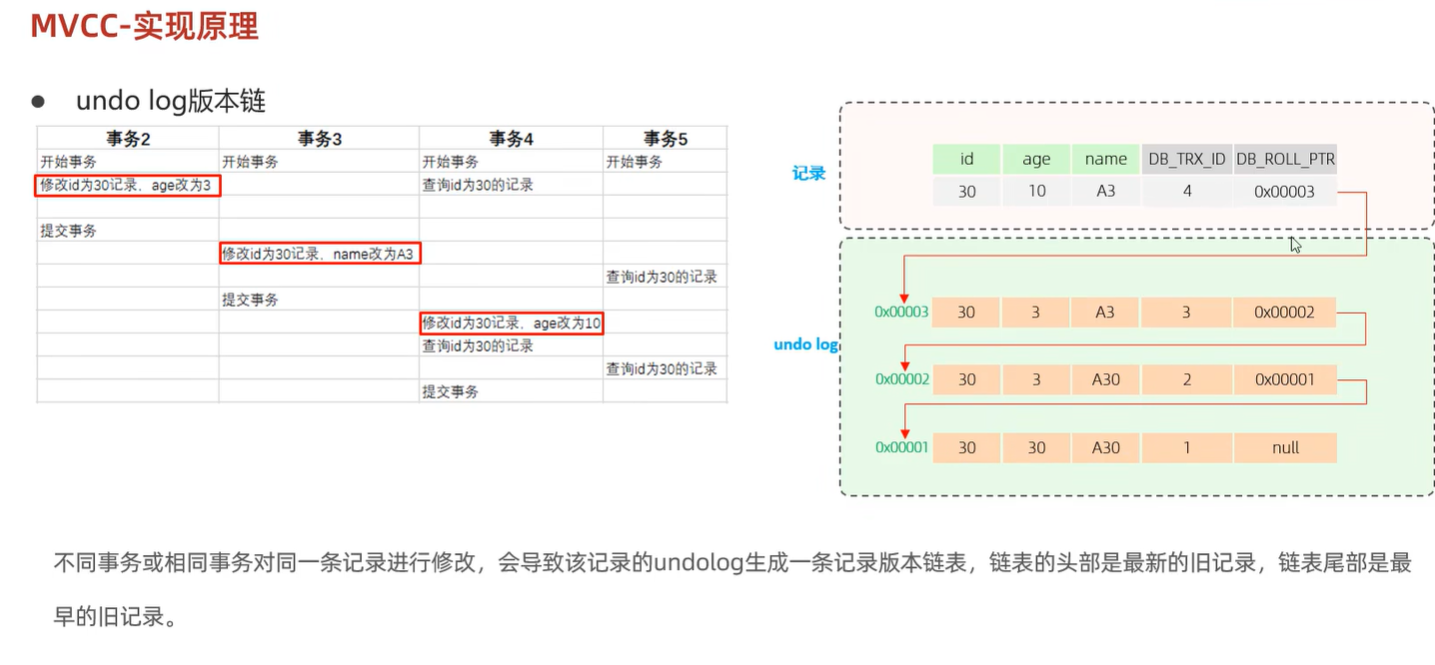 MVCC-实现原理
● undo log版本链
事务2 事务3 事务4 事务5
开始事务 开始事务 开始事务 开始事务
修改id为30记录，age改为3 查询id为30的记录
提交事务
修改id为30记录，name改为A3
查询id为30的记录
提交事务
修改id为30记录，age改为10
查询id为30的记录
查询id为30的记录
提交事务
记录
id age name DB_TRX_ID DB_ROLL_PTR
30 10 A3 4 0x00003
undo log
0x00003 30 3 A3 3 0x00002
0x00002 30 3 A30 2 0x00001
0x00001 30 30 A30 1 null
不同事务或相同事务对同一条记录进行修改，会导致该记录的undolog生成一条记录版本链表，链表的头部是最新的旧记录，链表尾部是最
早的旧记录。